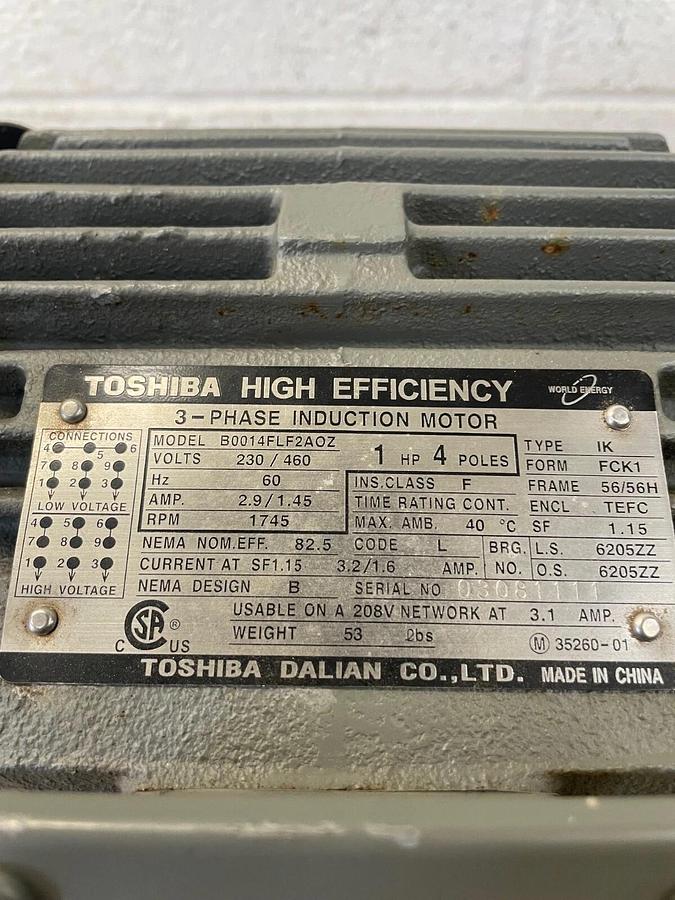 TOSHIBA HIGH EFFICIENCY WORLD ENERGY
3-PHASE INDUCTION MOTOR
CONNECTIONS
4 5 6
7 8 9
1 2 3
LOW VOLTAGE
4 5 6
7 8 9
1 2 3
HIGH VOLTAGE
MODEL B0014FLF2AOZ
VOLTS 230/460
Hz 60
AMP. 2.9/1.45
RPM 1745
1 HP 4 POLES
INS.CLASS F
TIME RATING CONT.
MAX. AMB. 40 °C
TYPE IK
FORM FCK1
FRAME 56/56H
ENCL TEFC
SF 1.15
NEMA NOM.EFF. 82.5 CODE L BRG. L.S. 6205ZZ
CURRENT AT SF1.15 3.2/1.6 AMP. NO. O.S. 6205ZZ
NEMA DESIGN B SERIAL NO 03081111
USABLE ON A 208V NETWORK AT 3.1 AMP.
C SA ® US
WEIGHT 53 lbs
M 35260-01
TOSHIBA DALIAN CO.,LTD. MADE IN CHINA